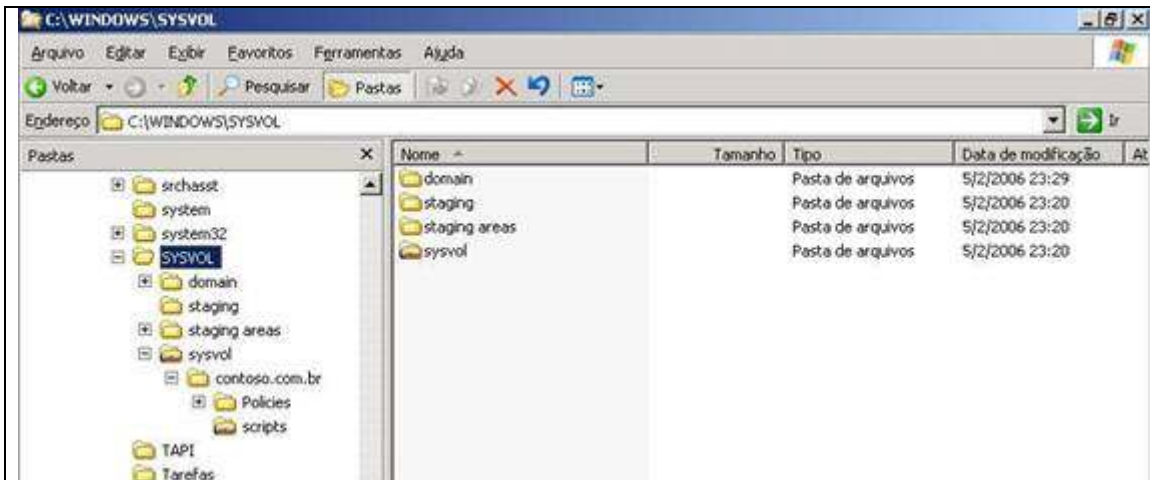 C:\WINDOWS\SYSVOL
Arquivo Editar Exibir Favoritos Ferramentas Ajuda
Voltar Pesquisar Pastas
Endereço C:\WINDOWS\SYSVOL Ir
Pastas
srchasst
system
system32
SYSVOL
domain
staging
staging areas
sysvol
contoso.com.br
Policies
scripts
TAPI
Tarefas
Nome Tamanho Tipo Data de modificação At
domain Pasta de arquivos 5/2/2006 23:29
staging Pasta de arquivos 5/2/2006 23:20
staging areas Pasta de arquivos 5/2/2006 23:20
sysvol Pasta de arquivos 5/2/2006 23:20